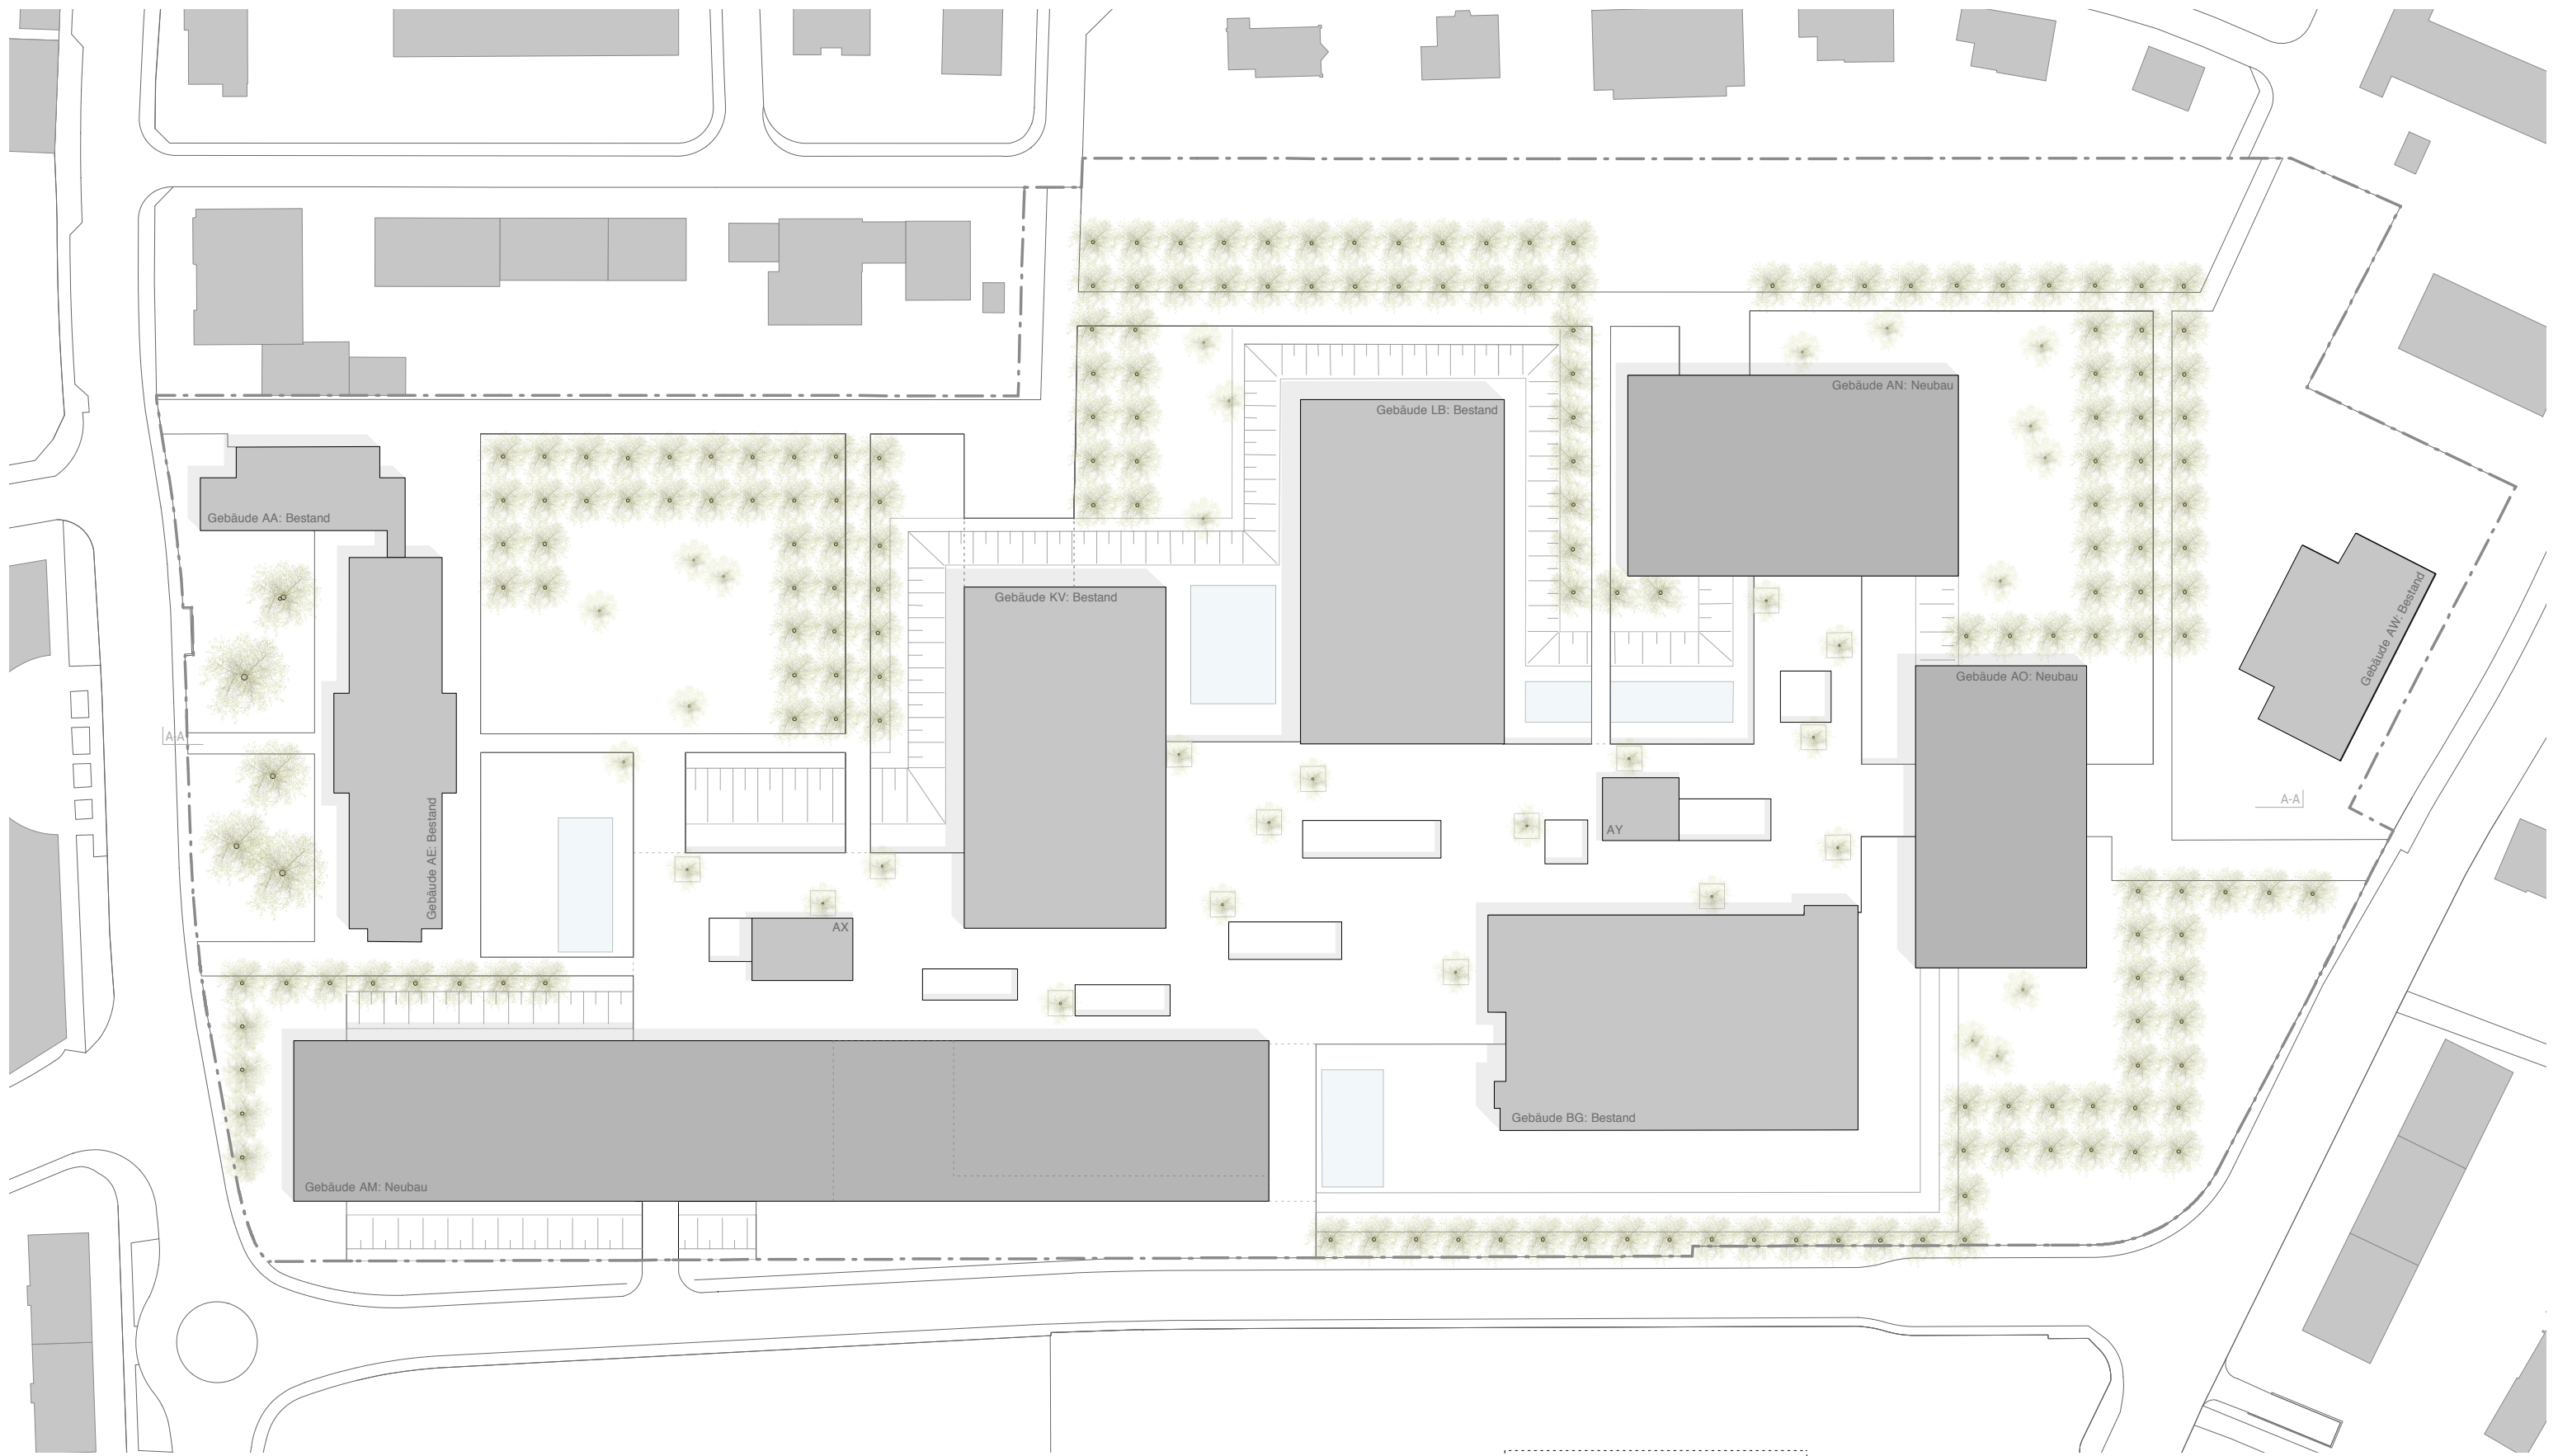 Gebäude AN: Neubau
Gebäude LB: Bestand
Gebäude AA: Bestand
Gebäude KV: Bestand
Gebäude AW: Bestand
Gebäude AO: Neubau
A-A
A-A
Gebäude AE: Bestand
AY
AX
Gebäude BG: Bestand
Gebäude AM: Neubau